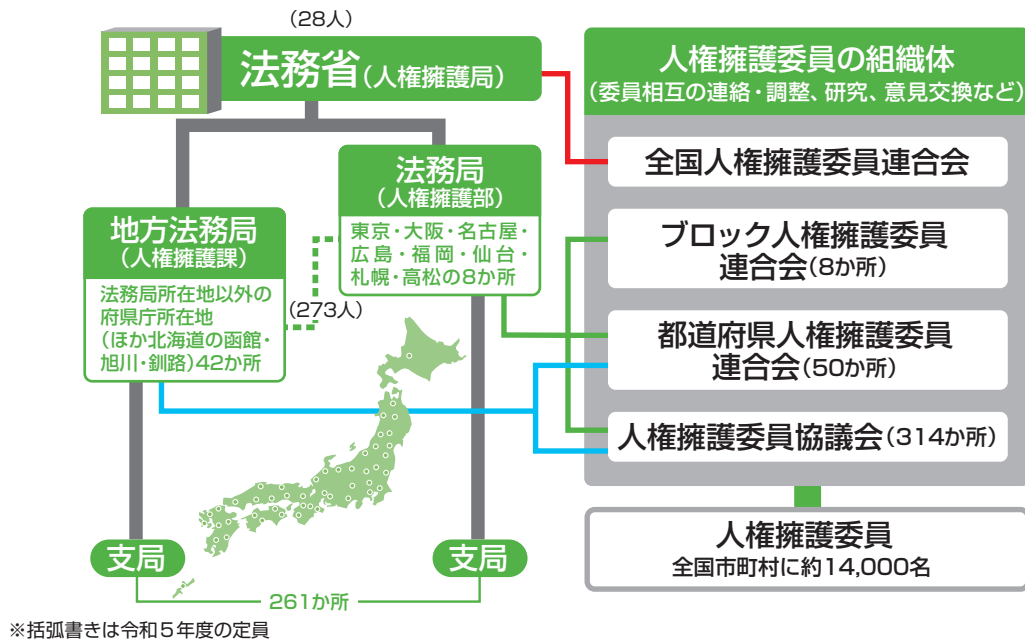 (28人)
法務省(人権擁護局)
法務局
(人権擁護部)
東京・大阪・名古屋・
広島・福岡・仙台・
札幌・高松の8か所
地方法務局
(人権擁護課)
法務局所在地以外の
府県庁所在地
(ほか北海道の函館・
旭川・釧路)42か所
(273人)
支局
支局
261か所
※括弧書きは令和5年度の定員
人権擁護委員の組織体
(委員相互の連絡・調整、研究、意見交換など)
全国人権擁護委員連合会
ブロック人権擁護委員
連合会(8か所)
都道府県人権擁護委員
連合会(50か所)
人権擁護委員協議会(314か所)
人権擁護委員
全国市町村に約14,000名